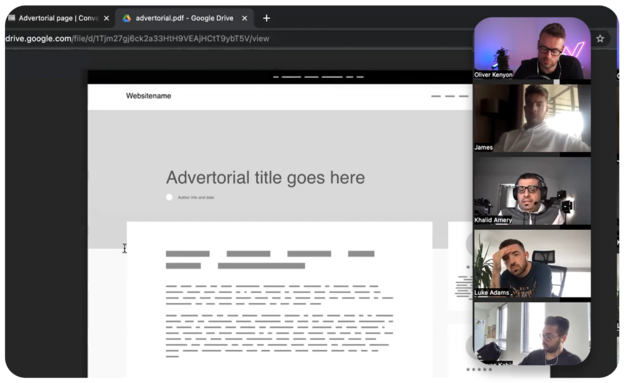 Advertorial page | Conv
advertorial.pdf - Google Drive
drive.google.com/file/d/1Tjm27gj6ck2a33HtH9VEAjHCtT9ybT5V/view
Websitename
Advertorial title goes here
Author info and date
Oliver Kenyon
James
Khalid Amery
Luke Adams